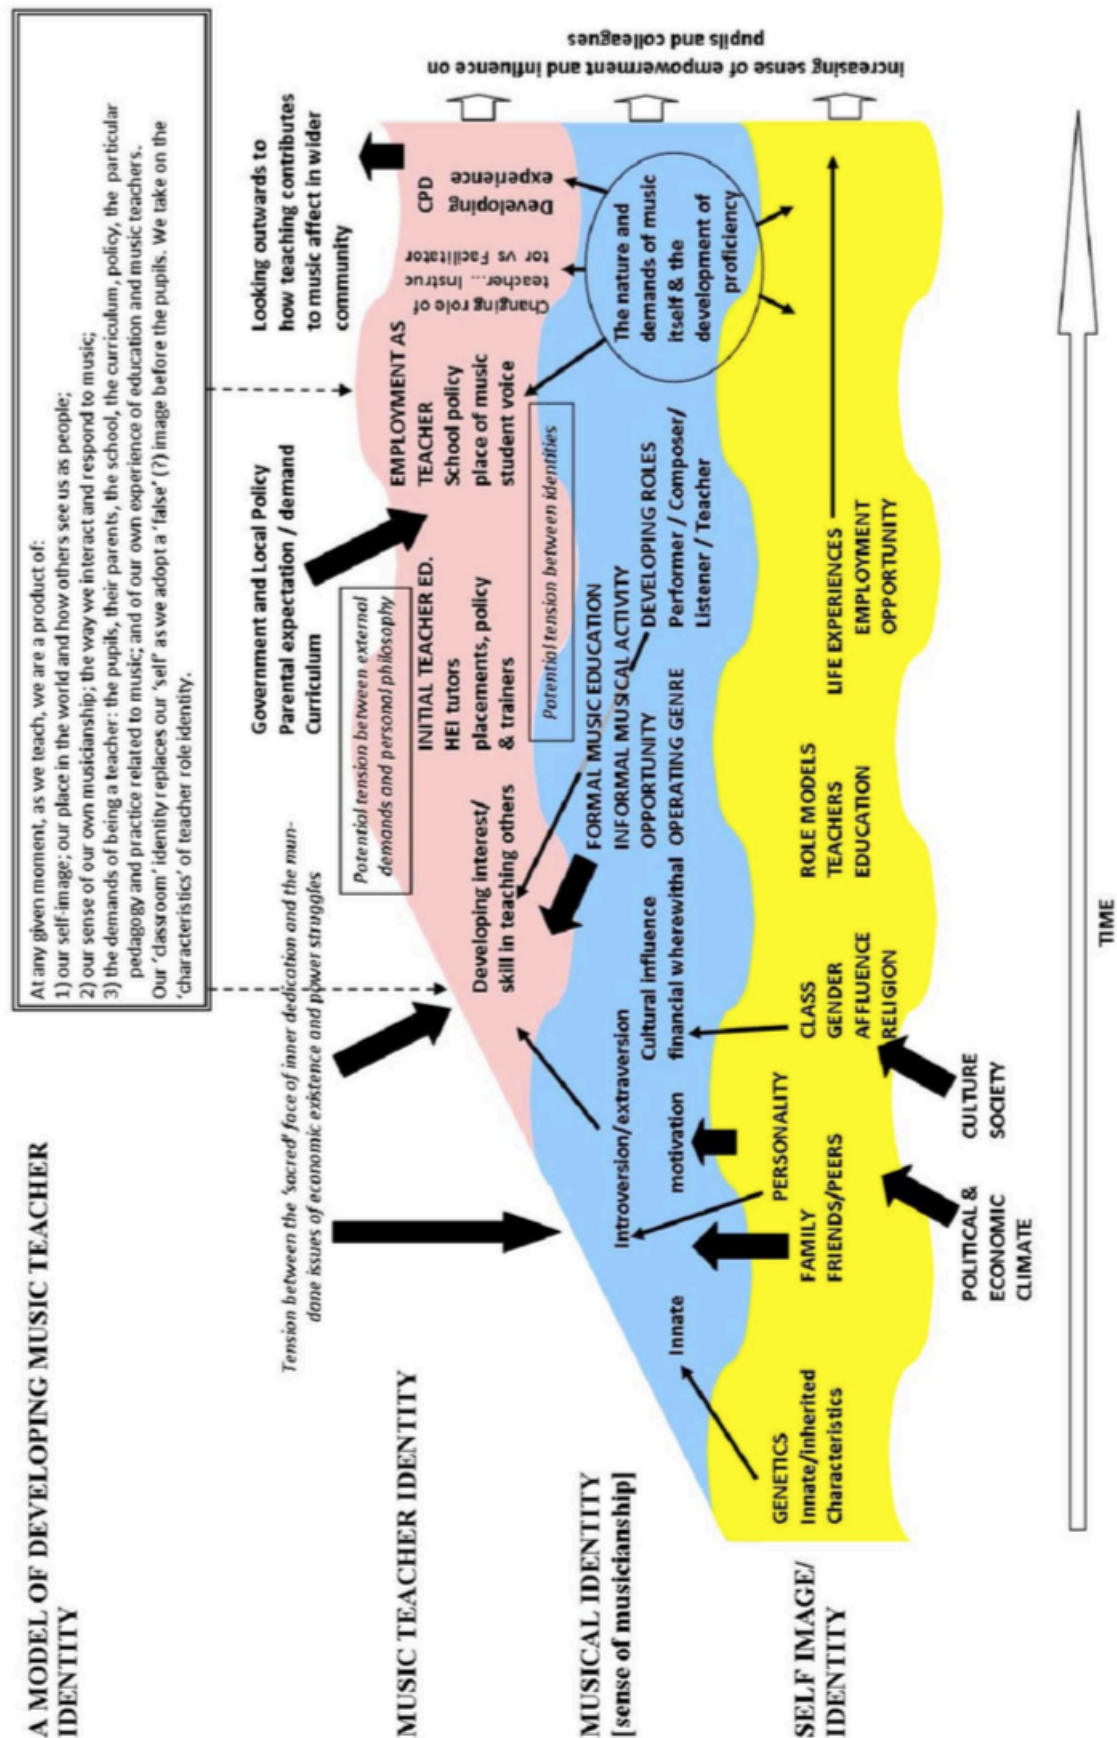 A MODEL OF DEVELOPING MUSIC TEACHER
IDENTITY
At any given moment, as we teach, we are a product of:
1) our self-image; our place in the world and how others see us as people;
2) our sense of our own musicianship; the way we interact and respond to music;
3) the demands of being a teacher: the pupils, their parents, the school, the curriculum, policy, the particular
pedagogy and practice related to music; and of our own experience of education and music teachers.
Our 'classroom' identity replaces our 'self' as we adopt a 'false' (?) image before the pupils. We take on the
'characteristics' of teacher role identity.
Tension between the 'sacred' face of inner dedication and the mun-
dane issues of economic existence and power struggles
Government and Local Policy
Parental expectation / demand
Curriculum
Looking outwards to
how teaching contributes
to music affect in wider
community
MUSIC TEACHER IDENTITY
Potential tension between external
demands and personal philosophy
Developing interest/
skill in teaching others
INITIAL TEACHER ED.
HEI tutors
placements, policy
& trainers
EMPLOYMENT AS
TEACHER
School policy
place of music
student voice
Changing role of
teacher... Instruc
tor vs Facilitator
CPD
Developing
experience
Potential tension between identities
MUSICAL IDENTITY
[sense of musicianship]
Innate
Introversion/extraversion
motivation
Cultural influence
financial wherewithal
FORMAL MUSIC EDUCATION
INFORMAL MUSICAL ACTIVITY
OPPORTUNITY
OPERATING GENRE
DEVELOPING ROLES
Performer / Composer/
Listener / Teacher
The nature and
demands of music
itself & the
development of
proficiency
SELF IMAGE/
IDENTITY
GENETICS
Innate/inherited
Characteristics
FAMILY
FRIENDS/PEERS
PERSONALITY
CLASS
GENDER
AFFLUENCE
RELIGION
ROLE MODELS
TEACHERS
EDUCATION
LIFE EXPERIENCES
EMPLOYMENT
OPPORTUNITY
POLITICAL &
ECONOMIC
CLIMATE
CULTURE
SOCIETY
increasing sense of empowerment and influence on
pupils and colleagues
TIME